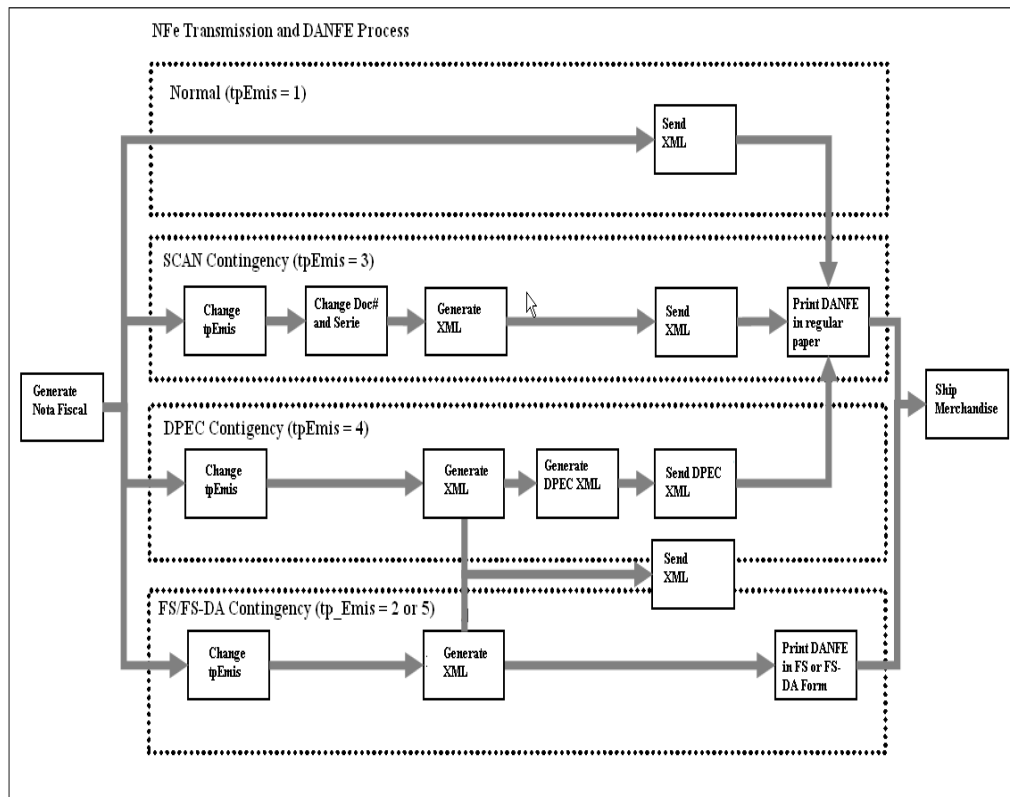 NFe Transmission and DANFE Process
Normal (tpEmis = 1)
Send
XML
SCAN Contingency (tpEmis = 3)
Change
tpEmis
Change Doc#
and Serie
Generate
XML
Send
XML
Print DANFE
in regular
paper
Generate
Nota Fiscal
Ship
Merchandise
DPEC Contigency (tpEmis = 4)
Change
tpEmis
Generate
XML
Generate
DPEC XML
Send DPEC
XML
Send
XML
FS/FS-DA Contingency (tp_Emis = 2 or 5)
Change
tpEmis
Generate
XML
Print DANFE
in FS or FS-
DA Form